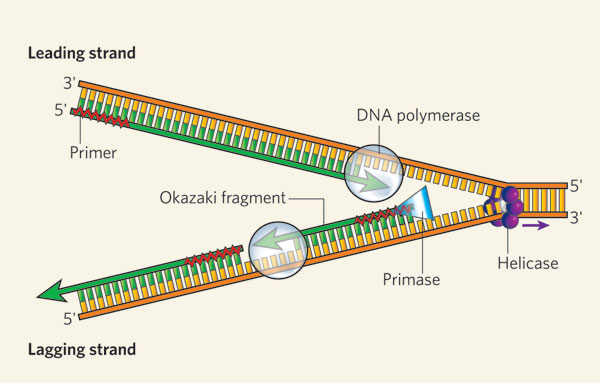 Leading strand
3'
5'
Primer
DNA polymerase
Okazaki fragment
5'
3'
Helicase
Primase
5'
Lagging strand